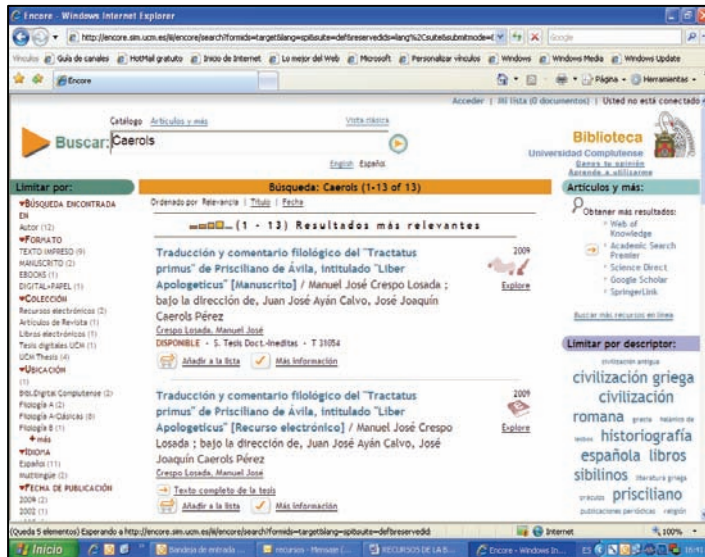 Encore - Windows Internet Explorer
http://encore.sim.ucm.es/iii/encore/search?formids=target&lang=spi&suite=def&reservedids=lang%2Csuite&submitmode=
Google
Vínculos Guía de canales HotMail gratuito Inicio de Internet Lo mejor del Web Microsoft Personalizar vínculos Windows Windows Media Windows Update
Encore
Página Herramientas
Acceder | Mi lista (0 documentos) | Usted no está conectado
Catálogo Artículos y más Vista clásica
Buscar: Caerols
English Español
Biblioteca
Universidad Complutense
Danos tu opinión
Aprende a utilizarme
Limitar por:
BÚSQUEDA ENCONTRADA
EN
Autor (12)
FORMATO
TEXTO IMPRESO (9)
MANUSCRITO (2)
EBOOKS (1)
DIGITAL+PAPEL (1)
COLECCIÓN
Recursos electrónicos (2)
Artículos de Revista (1)
Libros electrónicos (1)
Tesis digitales UCM (1)
UCM Thesis (4)
UBICACIÓN
(1)
Bibl.Digital Complutense (2)
Filología A (2)
Filología A-Clásicas (8)
Filología B (1)
+ más
IDIOMA
Español (11)
multilingüe (2)
FECHA DE PUBLICACIÓN
2009 (2)
2002 (1)
Búsqueda: Caerols (1-13 of 13)
Ordenado por Relevancia | Título | Fecha
(1 - 13) Resultados más relevantes
Traducción y comentario filológico del "Tractatus
primus" de Prisciliano de Ávila, intitulado "Liber
Apologeticus" [Manuscrito] / Manuel José Crespo Losada ;
bajo la dirección de, Juan José Ayán Calvo, José Joaquín
Caerols Pérez
Crespo Losada, Manuel José
DISPONIBLE - S. Tesis Doct.-Ineditas - T 31054
Añadir a la lista Más información
2009
Explore
Traducción y comentario filológico del "Tractatus
primus" de Prisciliano de Ávila, intitulado "Liber
Apologeticus" [Recurso electrónico] / Manuel José Crespo
Losada ; bajo la dirección de, Juan José Ayán Calvo, José
Joaquín Caerols Pérez
Crespo Losada, Manuel José
Texto completo de la tesis
Añadir a la lista Más información
2009
Explore
Artículos y más:
Obtener más resultados:
Web of
Knowledge
Academic Search
Premier
Science Direct
Google Scholar
SpringerLink
Buscar más recursos en línea
Limitar por descriptor:
civilización antigua
civilización griega
civilización
romana grecia
historiografía
española libros
sibilinos literatura griega
oráculos prisciliano
publicaciones periódicas religión
(Queda 5 elementos) Esperando a http://encore.sim.ucm.es/iii/encore/search?formids=target&lang=spi&suite=def&reservedid
Internet 100%
Inicio Bandeja de entrada ... recursos - Mensaje (... RECURSOS DE LA B... Encore - Windows In... ES